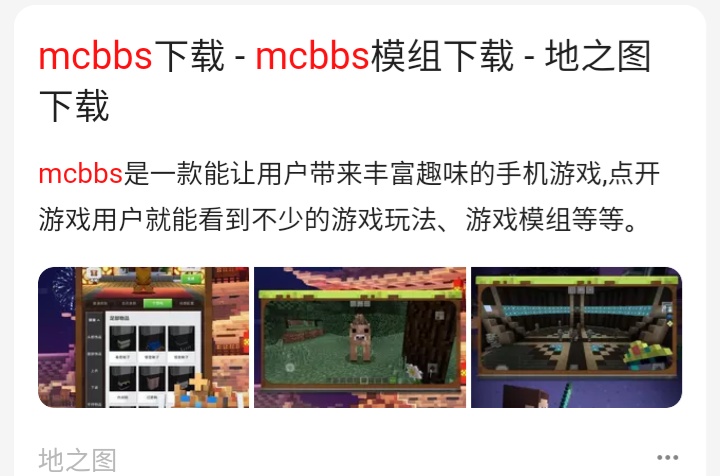 mcbbs下载 - mcbbs模组下载 - 地之图
下载
mcbbs是一款能让用户带来丰富趣味的手机游戏,点开
游戏用户就能看到不少的游戏玩法、游戏模组等等。
地之图